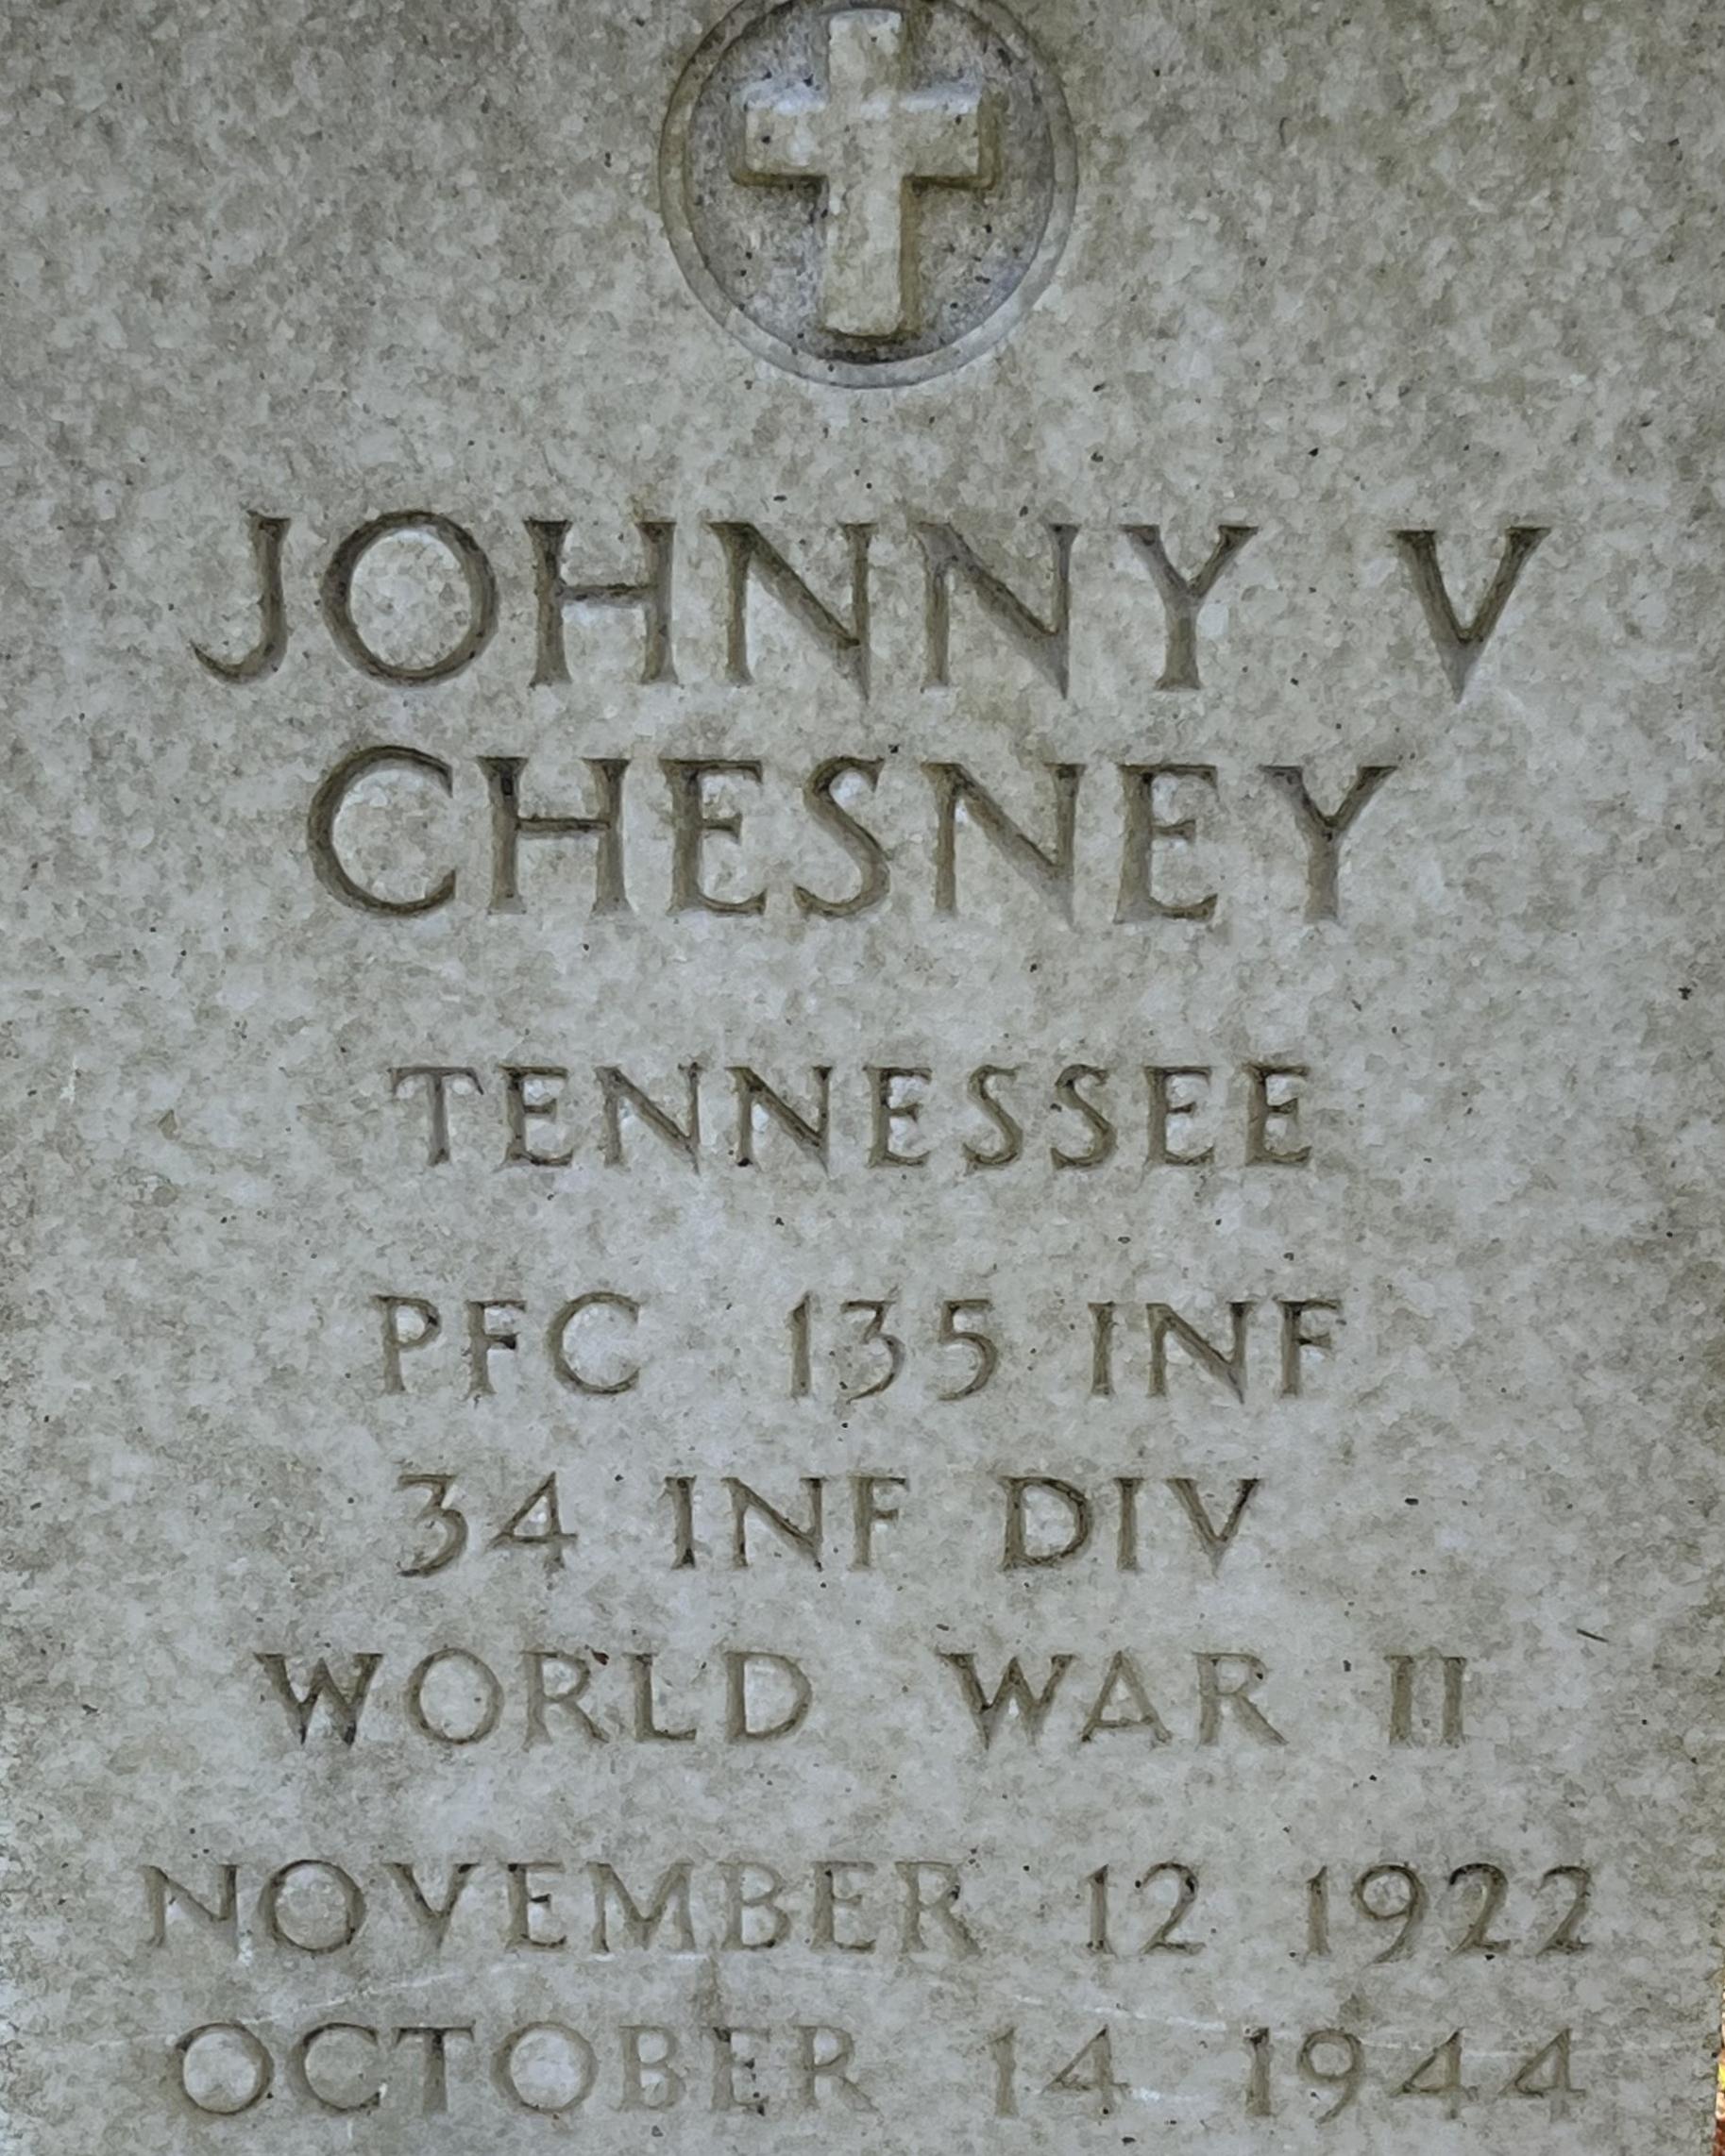 JOHNNY V
CHESNEY
TENNESSEE
PFC 135 INF
34 INF DIV
WORLD WAR II
NOVEMBER 12 1922
OCTOBER 14 1944